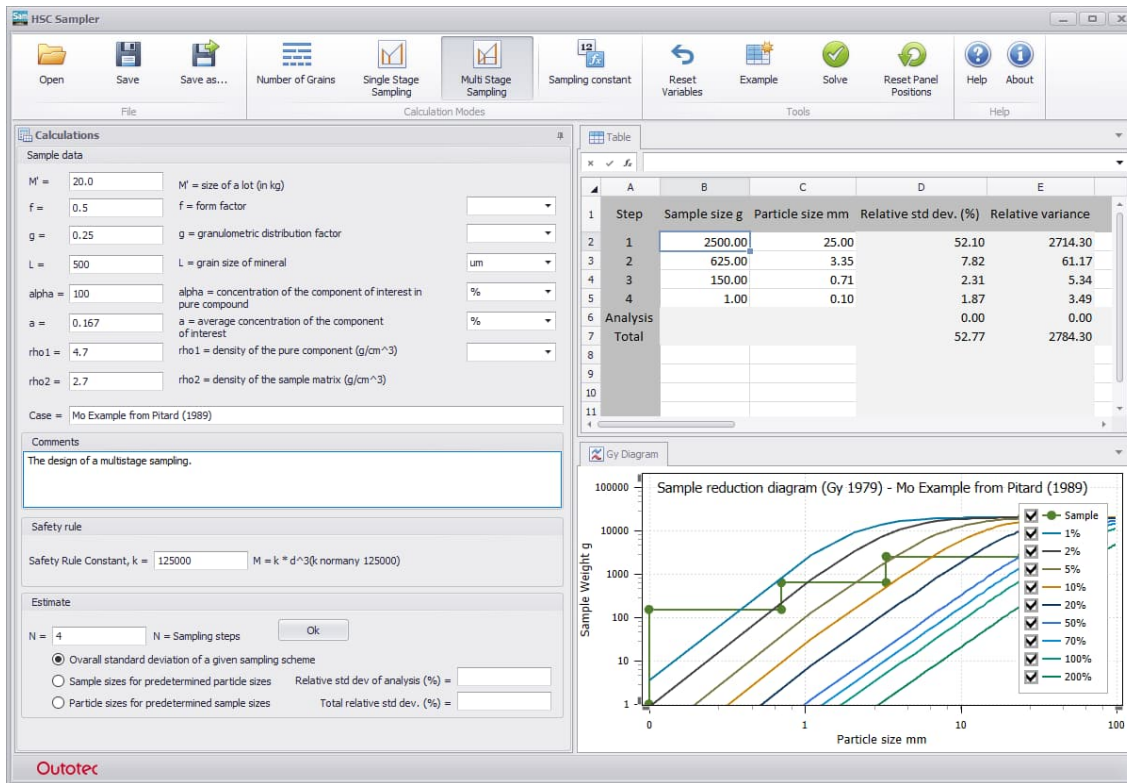 HSC Sampler
Open
Save
Save as...
Number of Grains
Single Stage
Sampling
Multi Stage
Sampling
Sampling constant
Reset
Variables
Example
Solve
Reset Panel
Positions
Help
About
File
Calculation Modes
Tools
Help
Calculations
Sample data
M' = 20.0 M' = size of a lot (in kg)
f = 0.5 f = form factor
g = 0.25 g = granulometric distribution factor
L = 500 L = grain size of mineral um
alpha = 100 alpha = concentration of the component of interest in
pure compound %
a = 0.167 a = average concentration of the component
of interest %
rho1 = 4.7 rho1 = density of the pure component (g/cm^3)
rho2 = 2.7 rho2 = density of the sample matrix (g/cm^3)
Case = Mo Example from Pitard (1989)
Comments
The design of a multistage sampling.
Safety rule
Safety Rule Constant, k = 125000 M = k * d^3(k normany 125000)
Estimate
N = 4 N = Sampling steps Ok
Ovarall standard deviation of a given sampling scheme
Sample sizes for predetermined particle sizes Relative std dev of analysis (%) =
Particle sizes for predetermined sample sizes Total relative std dev. (%) =
Table
fx
A B C D E
1 Step Sample size g Particle size mm Relative std dev. (%) Relative variance
2 1 2500.00 25.00 52.10 2714.30
3 2 625.00 3.35 7.82 61.17
4 3 150.00 0.71 2.31 5.34
5 4 1.00 0.10 1.87 3.49
6 Analysis 0.00 0.00
7 Total 52.77 2784.30
8
9
10
11
Gy Diagram
Sample reduction diagram (Gy 1979) - Mo Example from Pitard (1989)
Sample Weight g
100000
10000
1000
100
10
1
0 1 10 100
Particle size mm
Sample
1%
2%
5%
10%
20%
50%
70%
100%
200%
Outotec